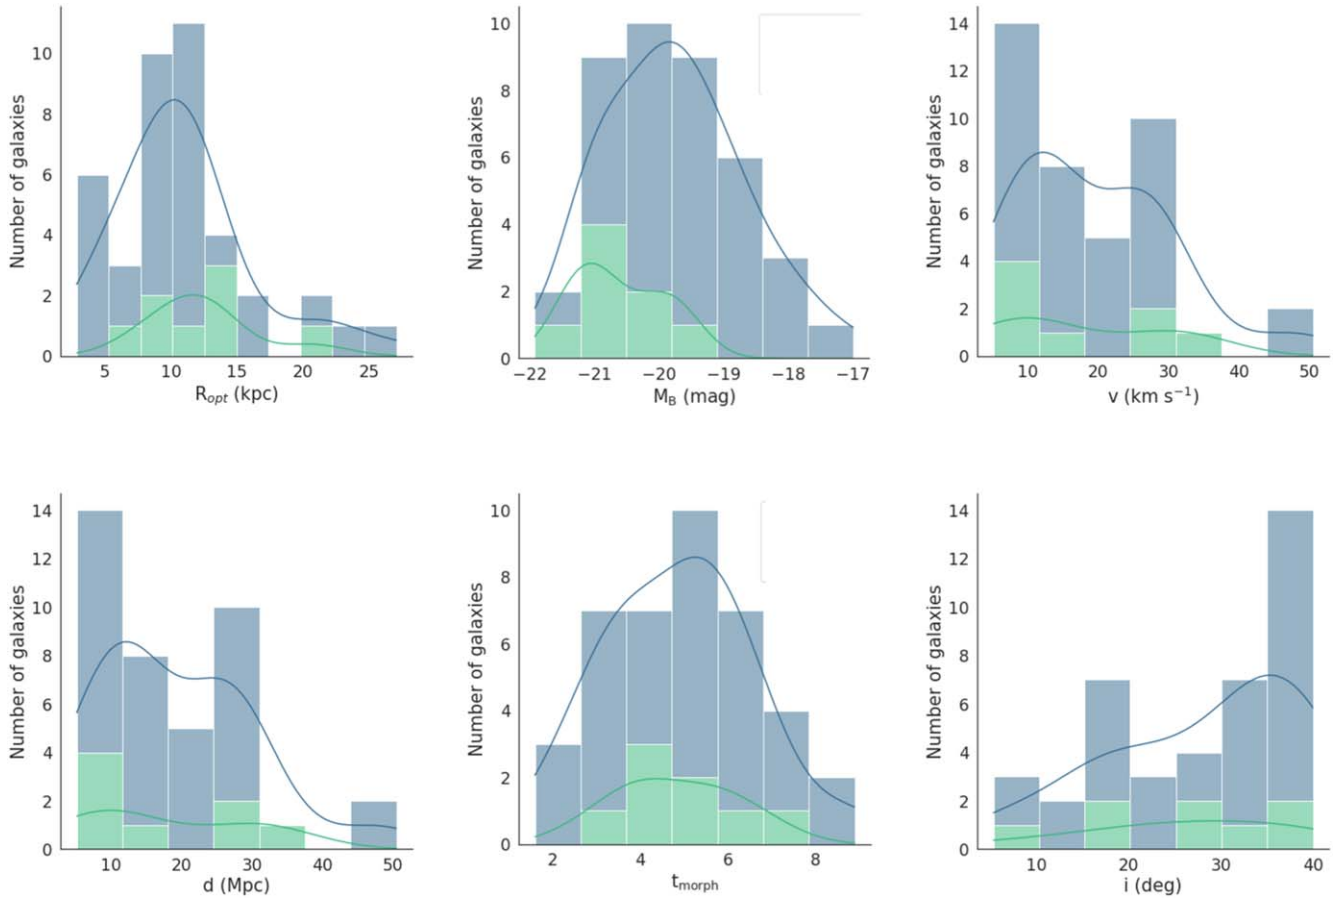 Number of galaxies
10
8
6
4
2
0
5 10 15 20 25
R_opt (kpc)
Number of galaxies
10
8
6
4
2
0
−22 −21 −20 −19 −18 −17
M_B (mag)
Number of galaxies
14
12
10
8
6
4
2
0
10 20 30 40 50
v (km s⁻¹)
Number of galaxies
14
12
10
8
6
4
2
0
10 20 30 40 50
d (Mpc)
Number of galaxies
10
8
6
4
2
0
2 4 6 8
t_morph
Number of galaxies
14
12
10
8
6
4
2
0
10 20 30 40
i (deg)